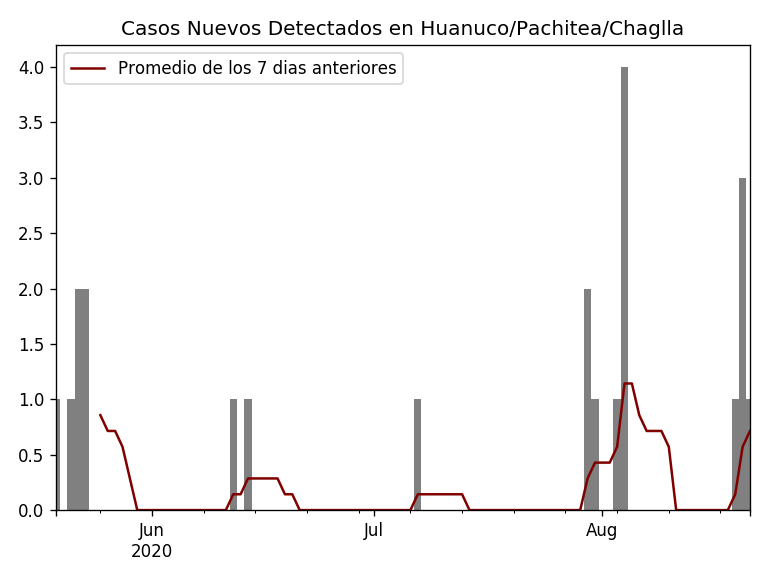 Casos Nuevos Detectados en Huanuco/Pachitea/Chaglla
Promedio de los 7 dias anteriores
4.0
3.5
3.0
2.5
2.0
1.5
1.0
0.5
0.0
Jun
2020
Jul
Aug